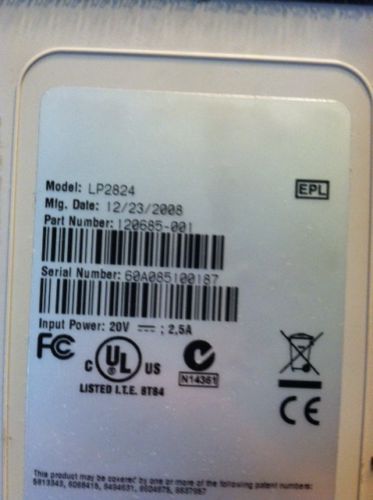 Model: LP2824
EPL
Mfg. Date: 12/23/2008
Part Number: 120685-001
Serial Number: 60A085100187
Input Power: 20V ⎓ ; 2,5A
FC
C UL US
LISTED I.T.E. 8T84
N14361
CE
This product may be covered by one or more of the following patent numbers: